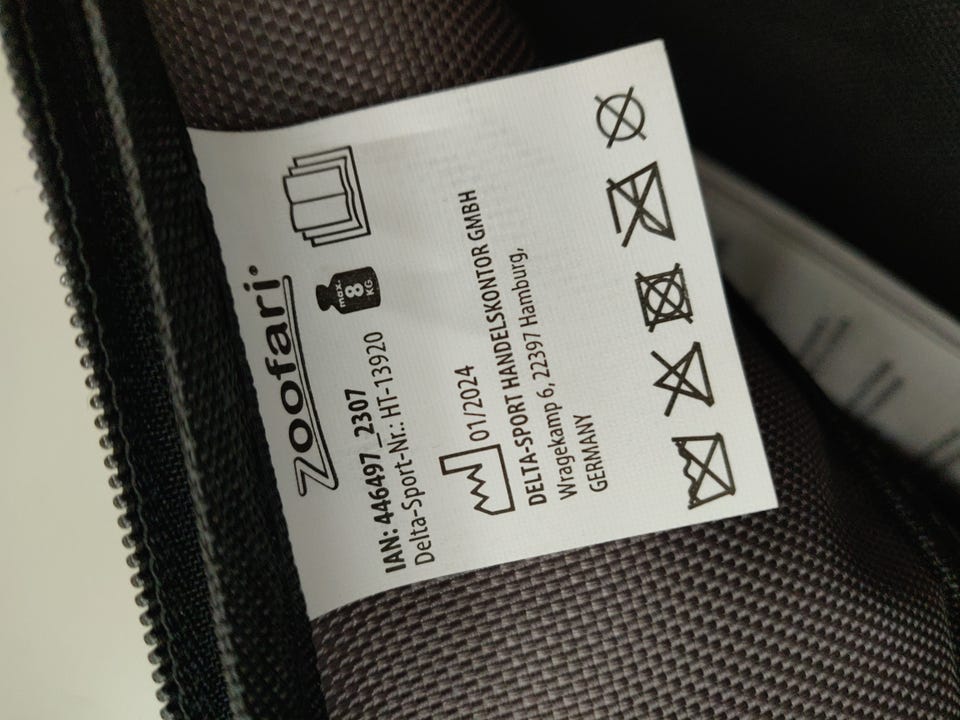 zoofari®
max.
8
KG.
IAN: 446497_2307
Delta-Sport-Nr.: HT-13920
01/2024
DELTA-SPORT HANDELSKONTOR GMBH
Wragekamp 6, 22397 Hamburg,
GERMANY